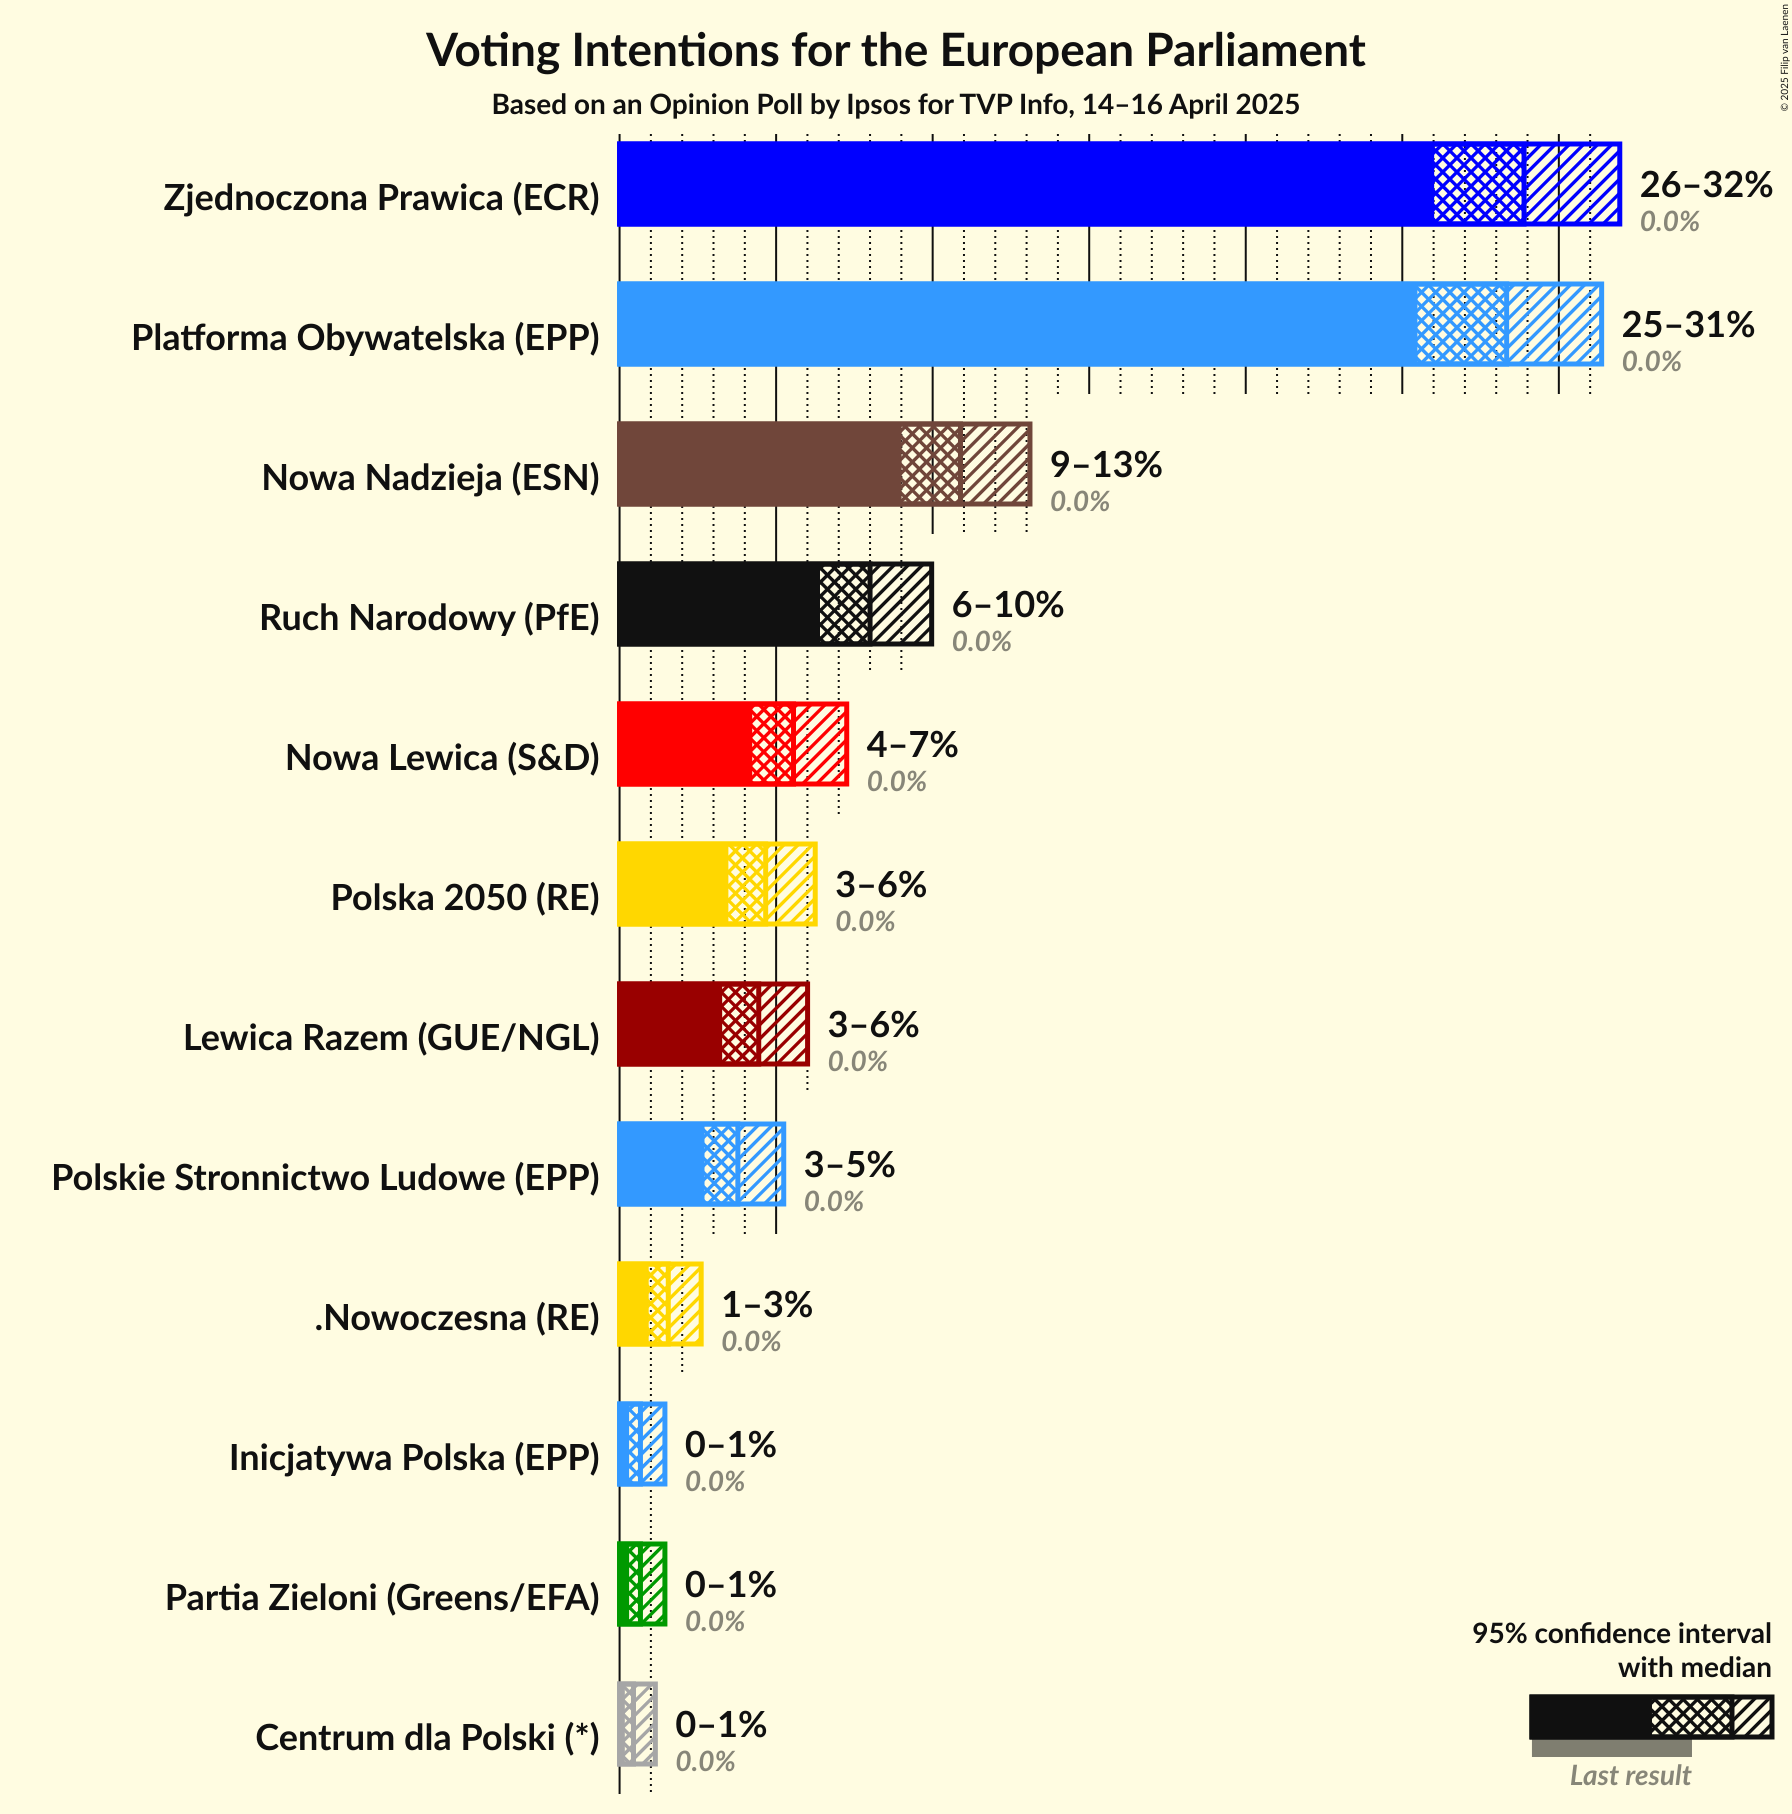 Voting Intentions for the European Parliament
Based on an Opinion Poll by Ipsos for TVP Info, 14–16 April 2025
© 2025 Filip van Laenen
Zjednoczona Prawica (ECR)
26–32%
0.0%
Platforma Obywatelska (EPP)
25–31%
0.0%
Nowa Nadzieja (ESN)
9–13%
0.0%
Ruch Narodowy (PfE)
6–10%
0.0%
Nowa Lewica (S&D)
4–7%
0.0%
Polska 2050 (RE)
3–6%
0.0%
Lewica Razem (GUE/NGL)
3–6%
0.0%
Polskie Stronnictwo Ludowe (EPP)
3–5%
0.0%
.Nowoczesna (RE)
1–3%
0.0%
Inicjatywa Polska (EPP)
0–1%
0.0%
Partia Zieloni (Greens/EFA)
0–1%
0.0%
Centrum dla Polski (*)
0–1%
0.0%
95% confidence interval
with median
Last result